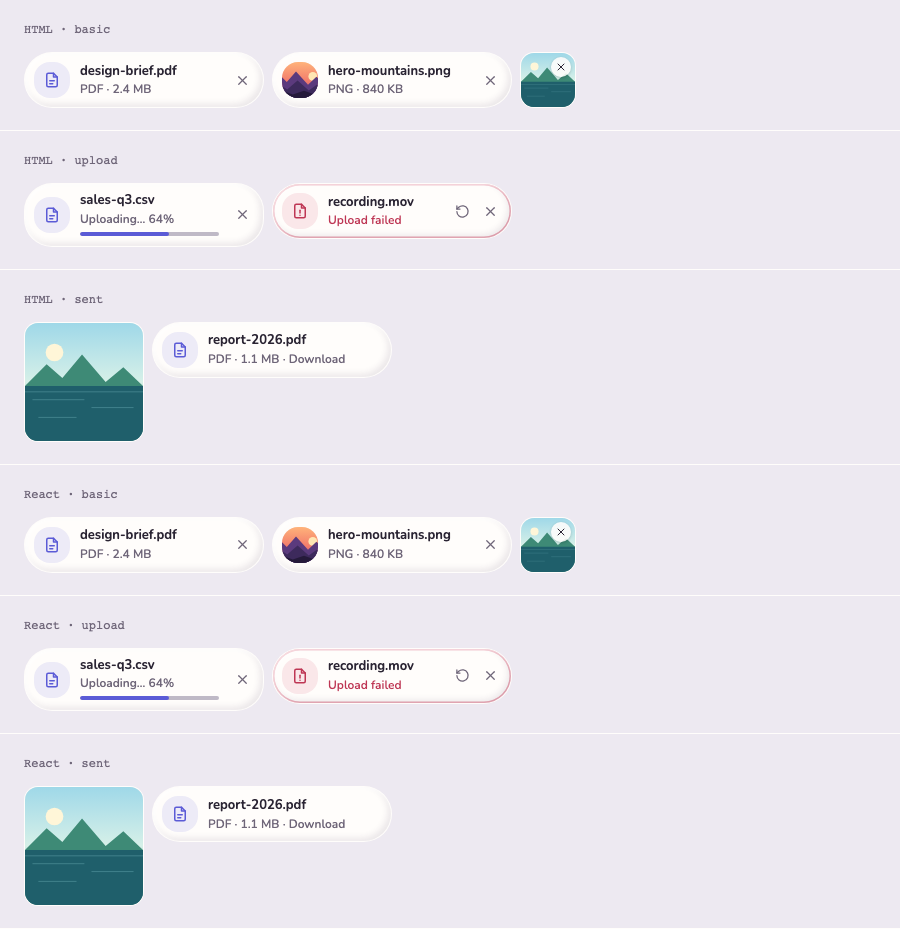 HTML · basic
design-brief.pdf
PDF · 2.4 MB
hero-mountains.png
PNG · 840 KB
HTML · upload
sales-q3.csv
Uploading… 64%
recording.mov
Upload failed
HTML · sent
report-2026.pdf
PDF · 1.1 MB · Download
React · basic
design-brief.pdf
PDF · 2.4 MB
hero-mountains.png
PNG · 840 KB
React · upload
sales-q3.csv
Uploading… 64%
recording.mov
Upload failed
React · sent
report-2026.pdf
PDF · 1.1 MB · Download